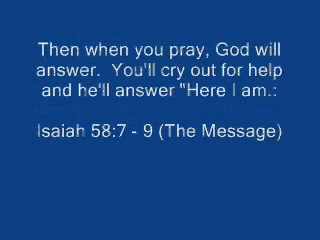 Then when you pray, God will
answer.  You'll cry out for help
and he'll answer "Here I am.:
Isaiah 58:7 - 9 (The Message)